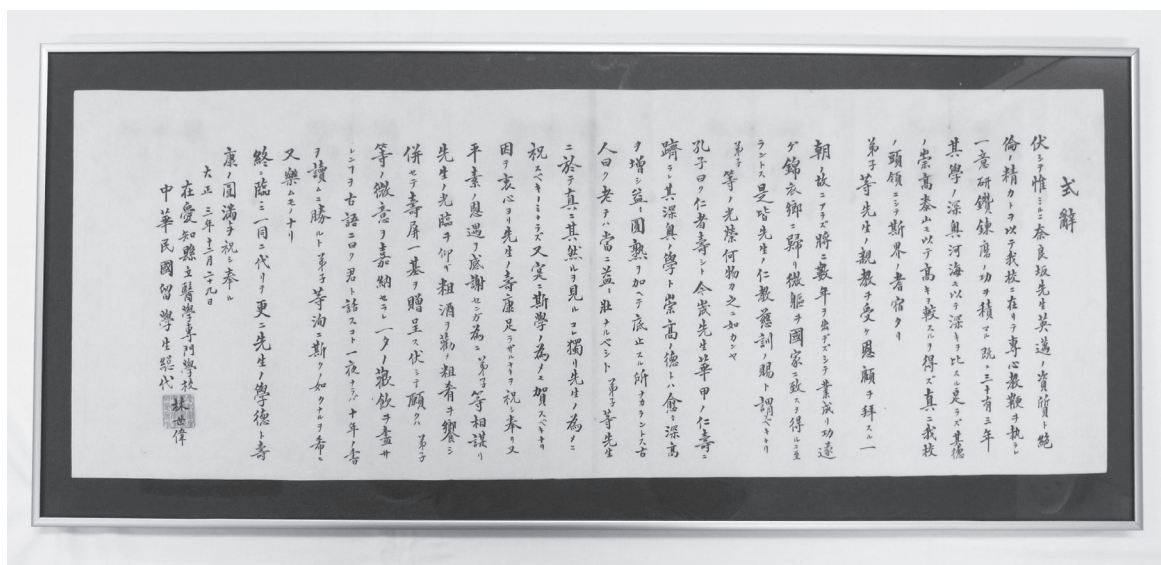 式辭
伏シテ惟ミルニ奈良坂先生英邁ノ資質ト絶
倫ノ精力トヲ以テ我校ニ在リテ專心教鞭ヲ執ラレ
一意研鑽錬磨ノ功ヲ積マル既ニ三十有三年
其學ノ深奥河海モ以テ深キヲ比スルニ足ラズ其德
ノ崇高泰山モ以テ高キヲ較スルヲ得ズ真ニ我校
ノ頭領ニシテ斯界ノ耆宿タリ
弟子等先生ノ親教ヲ受ケ恩顧ヲ拜スル一
朝ノ故ニアラズ將ニ數年ヲ出デズシテ業成リ功遂
ゲ錦衣鄉ニ歸リ微軀ヲ國家ニ致スヲ得ルニ至
ラントス是皆先生ノ仁教慈訓ノ賜ト謂ベキナリ
弟子等ノ光榮何物カ之ニ如カンヤ
孔子曰ク仁者壽シト今歲先生華甲ノ仁壽ニ
躋ラレ其深奥ノ學ト崇高ノ德トハ愈々深高
ヲ增シ益々圓熟ヲ加ヘテ底止スル所ナカラントス古
人曰ク老テハ當ニ益々壯ナルベシト弟子等先生
ニ於テ真ニ其然ルヲ見ルコレ獨リ先生ノ為メニ
祝スベキノミナラズ又実ニ斯學ノ為メニモ賀スベキナリ
因テ衷心ヨリ先生ノ壽康足ラザルナキヲ祝シ奉リ又
平素ノ恩遇ヲ感謝センガ為ニ弟子等相謀リ
先生ノ光臨ヲ仰ギ粗酒ヲ勸メ粗肴ヲ饗シ
併セテ壽屏一基ヲ贈呈ス伏シテ願クハ弟子
等ノ微意ヲ嘉納セラレ一夕ノ歡飲ヲ盡サ
レンコヲ古語ニ曰ク君ト話スコト一夜ナラバ十年ノ書
ヲ讀ムニ勝ルト弟子等洵ニ斯クノ如クナルヲ希ヒ
又樂ムモノナリ
終ニ臨ミ一同ニ代リテ更ニ先生ノ學德ト壽
康ノ圓滿ヲ祝シ奉ル
大正三年十二月二十九日
在愛知縣立醫學專門學校
中華民國留學生總代 林世偉